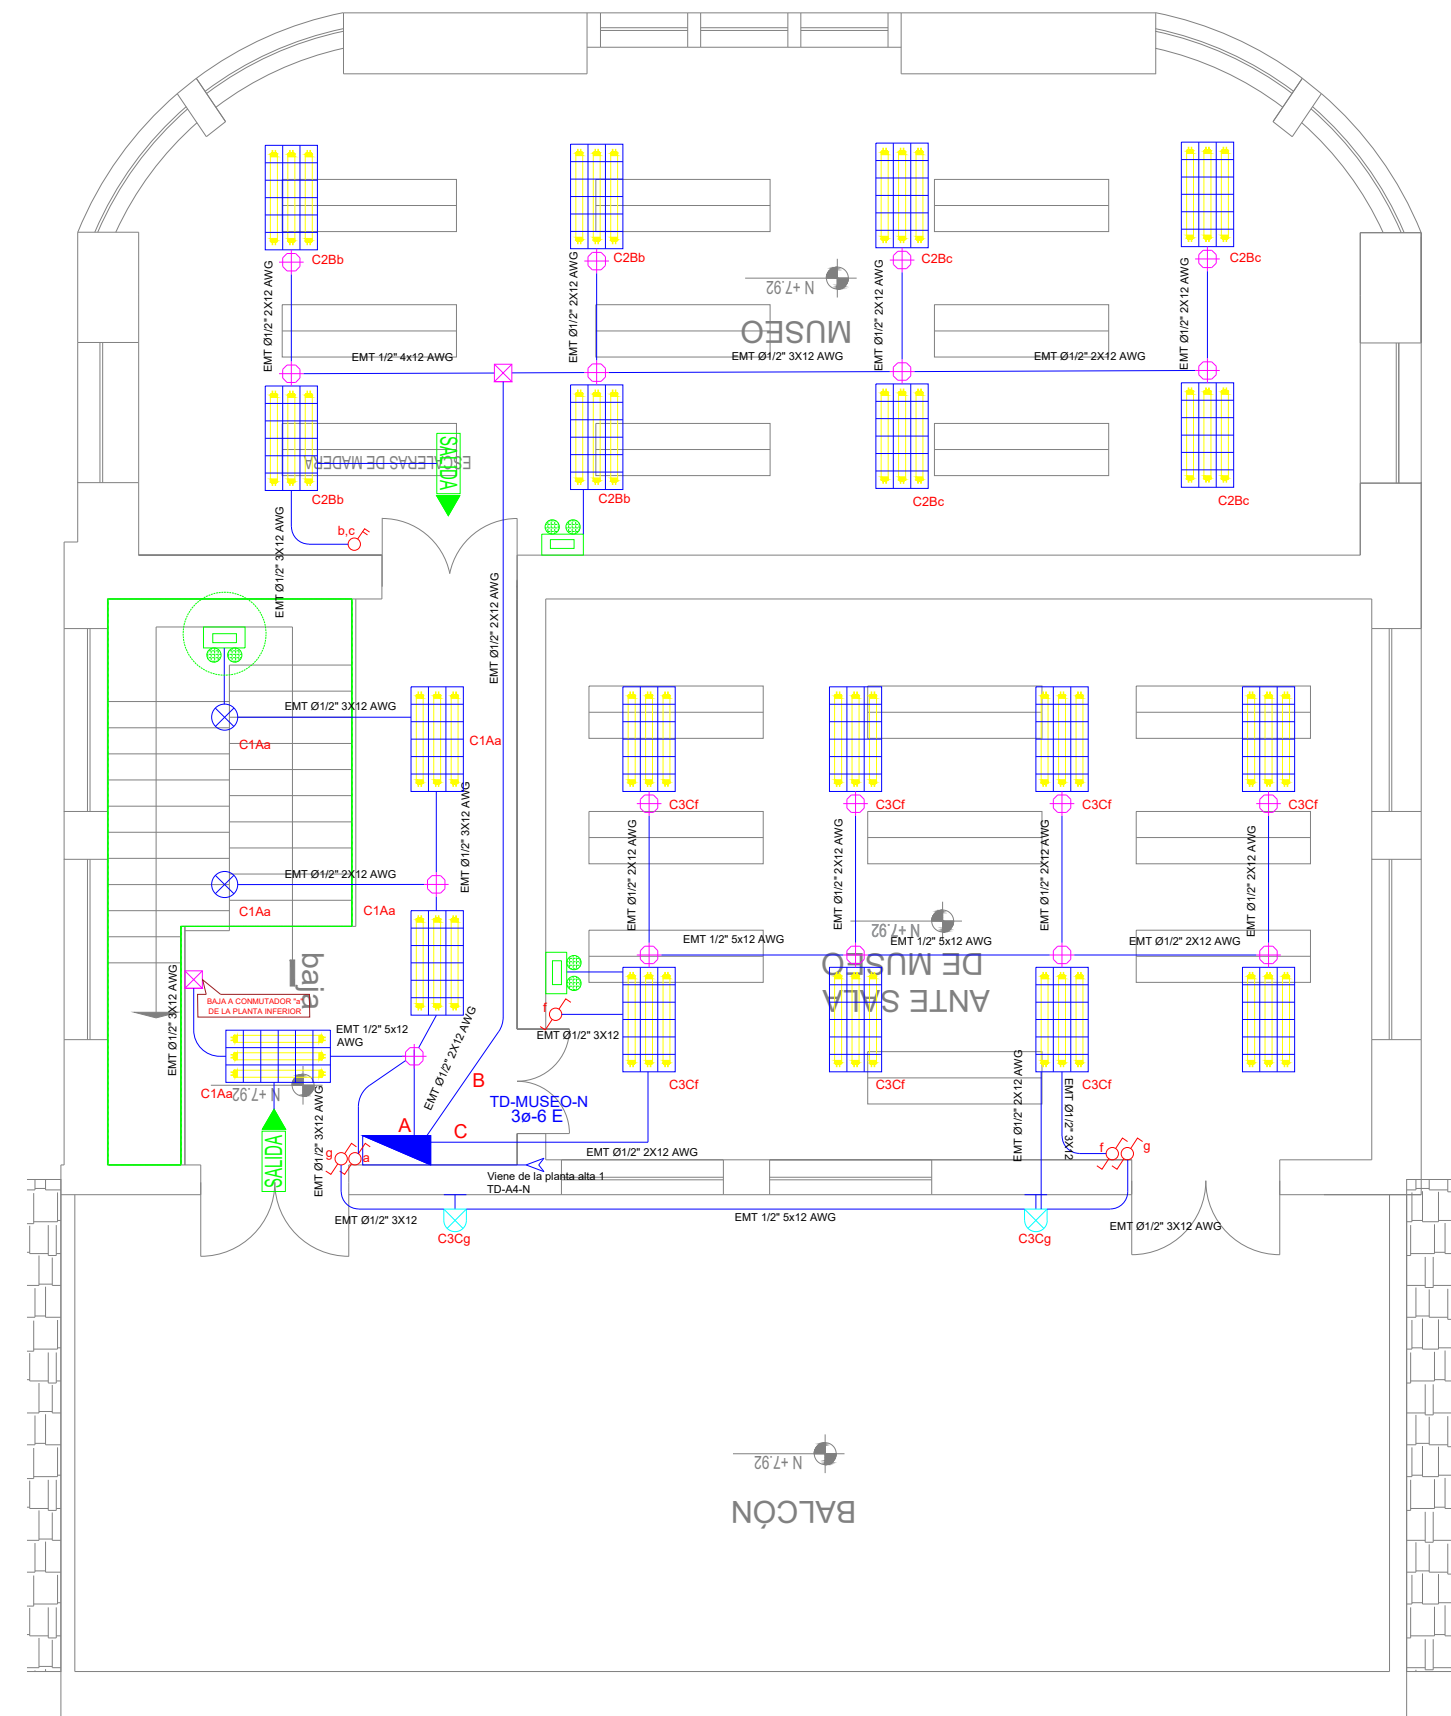 C2Bb
C2Bb
C2Bc
C2Bc
EMT Ø1/2" 2X12 AWG
EMT Ø1/2" 2X12 AWG
EMT Ø1/2" 2X12 AWG
EMT Ø1/2" 2X12 AWG
N +7.92
MUSEO
EMT 1/2" 4x12 AWG
EMT Ø1/2" 3X12 AWG
EMT Ø1/2" 2X12 AWG
ESCALERAS DE MADERA
SALIDA
C2Bb
C2Bb
C2Bc
C2Bc
b,c
EMT Ø1/2" 3X12 AWG
EMT Ø1/2" 2X12 AWG
EMT Ø1/2" 3X12 AWG
C1Aa
C1Aa
EMT Ø1/2" 3X12 AWG
EMT Ø1/2" 2X12 AWG
C1Aa
C1Aa
C3Cf
C3Cf
C3Cf
C3Cf
EMT Ø1/2" 2X12 AWG
EMT Ø1/2" 2X12 AWG
EMT Ø1/2" 2X12 AWG
EMT Ø1/2" 2X12 AWG
N +7.92
EMT 1/2" 5x12 AWG
EMT 1/2" 5x12 AWG
EMT Ø1/2" 2X12 AWG
ANTE SALA
DE MUSEO
baja
BAJA A CONMUTADOR "a"
DE LA PLANTA INFERIOR
EMT Ø1/2" 3X12 AWG
EMT 1/2" 5x12
AWG
f
EMT Ø1/2" 3X12
C1Aa
N +7.92
EMT Ø1/2" 2X12 AWG
B
TD-MUSEO-N
3ø-6 E
A
C
C3Cf
C3Cf
C3Cf
EMT Ø1/2" 2X12 AWG
EMT Ø1/2" 3X12
SALIDA
EMT Ø1/2" 3X12 AWG
g
a
EMT Ø1/2" 2X12 AWG
Viene de la planta alta 1
TD-A4-N
f
g
EMT Ø1/2" 3X12
EMT 1/2" 5x12 AWG
EMT Ø1/2" 3X12 AWG
C3Cg
C3Cg
N +7.92
BALCÓN